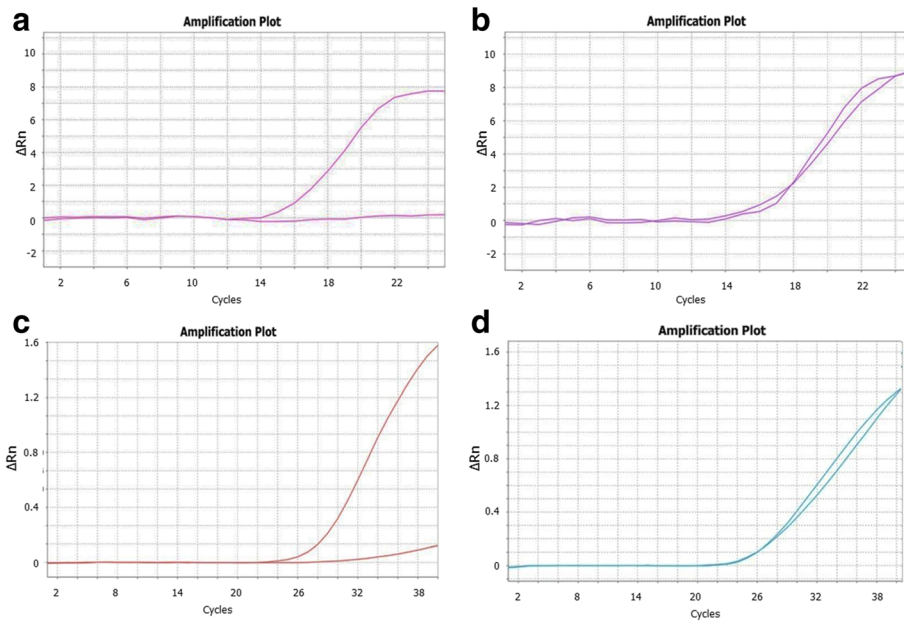 a
Amplification Plot
10
8
6
4
2
0
-2
ΔRn
2 6 10 14 18 22
Cycles
b
Amplification Plot
10
8
6
4
2
0
-2
ΔRn
2 6 10 14 18 22
Cycles
c
Amplification Plot
1.6
1.2
0.8
0.4
0
ΔRn
2 8 14 20 26 32 38
Cycles
d
Amplification Plot
1.6
1.2
0.8
0.4
0
ΔRn
2 8 14 20 26 32 38
Cycles